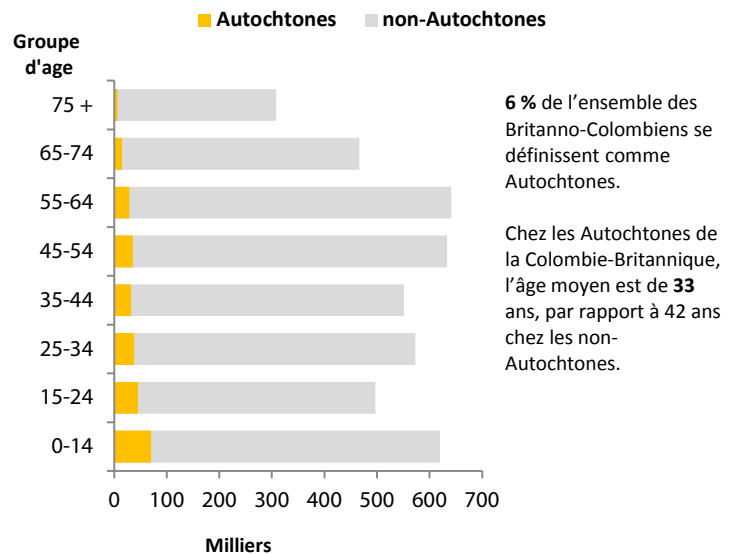 Autochtones non-Autochtones
Groupe
d'age
75 +
65-74
55-64
45-54
35-44
25-34
15-24
0-14
0 100 200 300 400 500 600 700
Milliers
6 % de l’ensemble des
Britanno-Colombiens se
définissent comme
Autochtones.
Chez les Autochtones de
la Colombie-Britannique,
l’âge moyen est de 33
ans, par rapport à 42 ans
chez les non-
Autochtones.